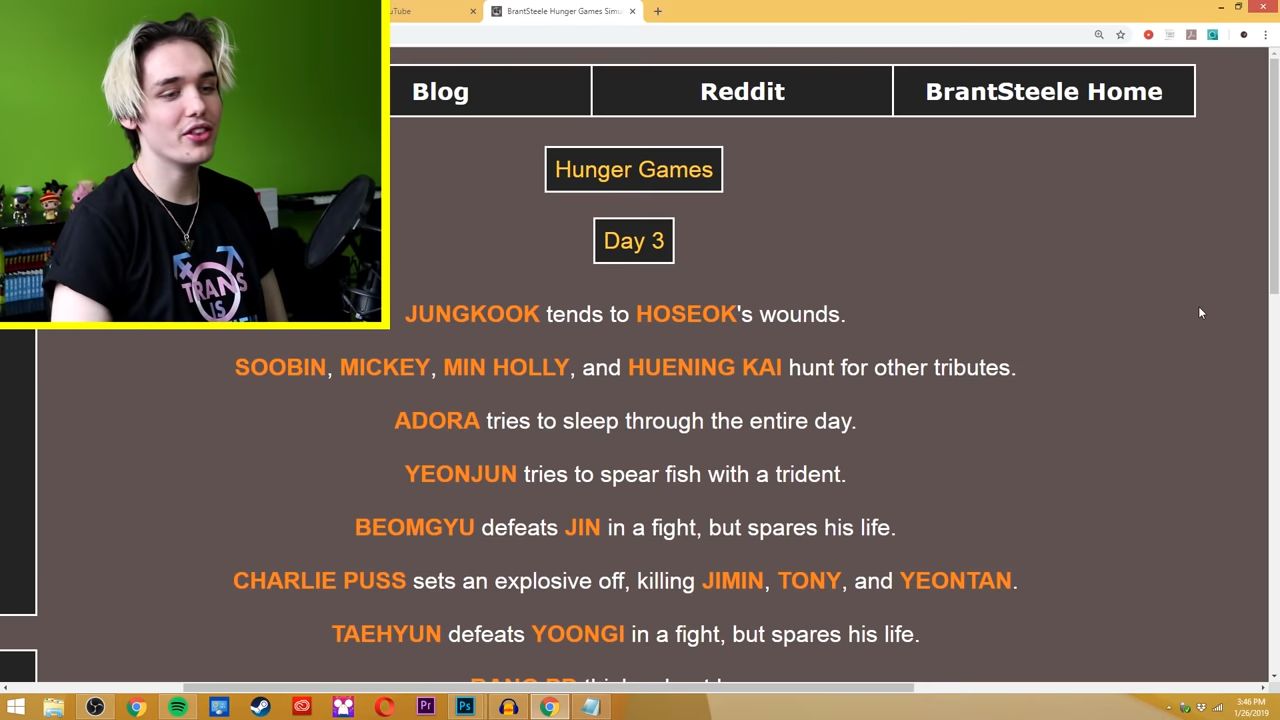 uTube
BrantSteele Hunger Games Simu
Blog
Reddit
BrantSteele Home
Hunger Games
Day 3
TRANS
IS
JUNGKOOK tends to HOSEOK's wounds.
SOOBIN, MICKEY, MIN HOLLY, and HUENING KAI hunt for other tributes.
ADORA tries to sleep through the entire day.
YEONJUN tries to spear fish with a trident.
BEOMGYU defeats JIN in a fight, but spares his life.
CHARLIE PUSS sets an explosive off, killing JIMIN, TONY, and YEONTAN.
TAEHYUN defeats YOONGI in a fight, but spares his life.
Pr
Ps
3:46 PM
1/26/2019